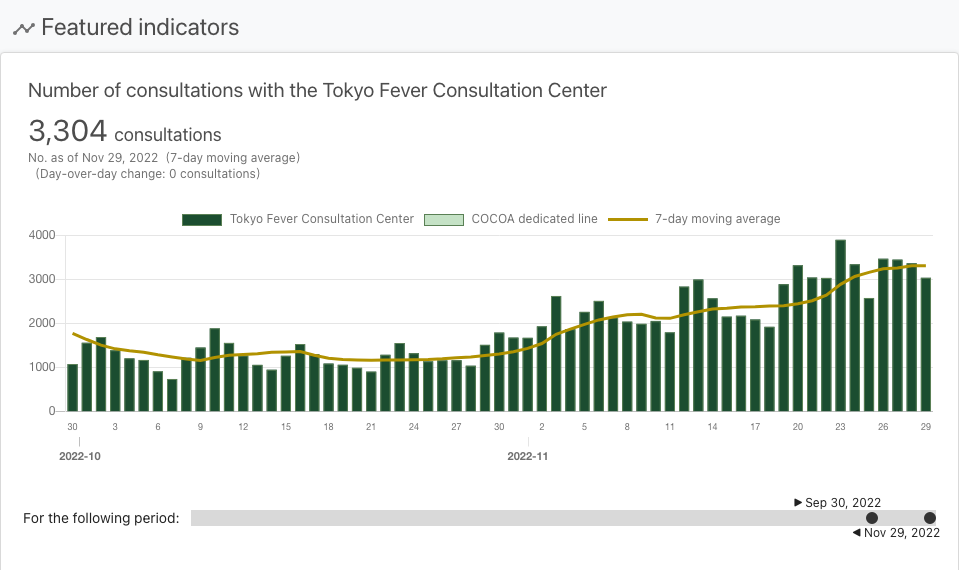 Featured indicators
Number of consultations with the Tokyo Fever Consultation Center
3,304 consultations
No. as of Nov 29, 2022 (7-day moving average)
(Day-over-day change: 0 consultations)
Tokyo Fever Consultation Center COCOA dedicated line 7-day moving average
4000
3000
2000
1000
0
30 3 6 9 12 15 18 21 24 27 30 2 5 8 11 14 17 20 23 26 29
2022-10 2022-11
▶ Sep 30, 2022
For the following period:
◀ Nov 29, 2022